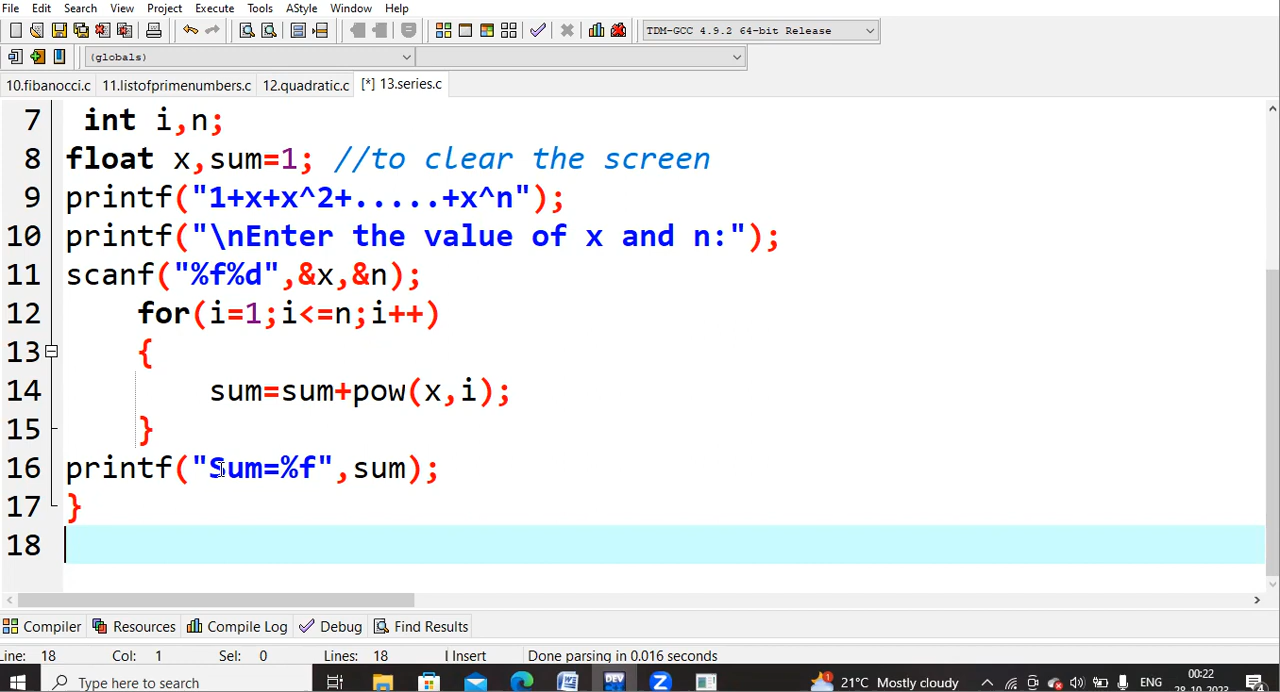 File Edit Search View Project Execute Tools AStyle Window Help
TDM-GCC 4.9.2 64-bit Release
(globals)
10.fibanocci.c 11.listofprimenumbers.c 12.quadratic.c [*] 13.series.c
7 int i,n;
8 float x,sum=1; //to clear the screen
9 printf("1+x+x^2+.....+x^n");
10 printf("\nEnter the value of x and n:");
11 scanf("%f%d",&x,&n);
12 for(i=1;i<=n;i++)
13 {
14 sum=sum+pow(x,i);
15 }
16 printf("Sum=%f",sum);
17 }
18
Compiler Resources Compile Log Debug Find Results
Line: 18 Col: 1 Sel: 0 Lines: 18 Insert Done parsing in 0.016 seconds
Type here to search DEV 21°C Mostly cloudy ENG 00:22
28-10-2023